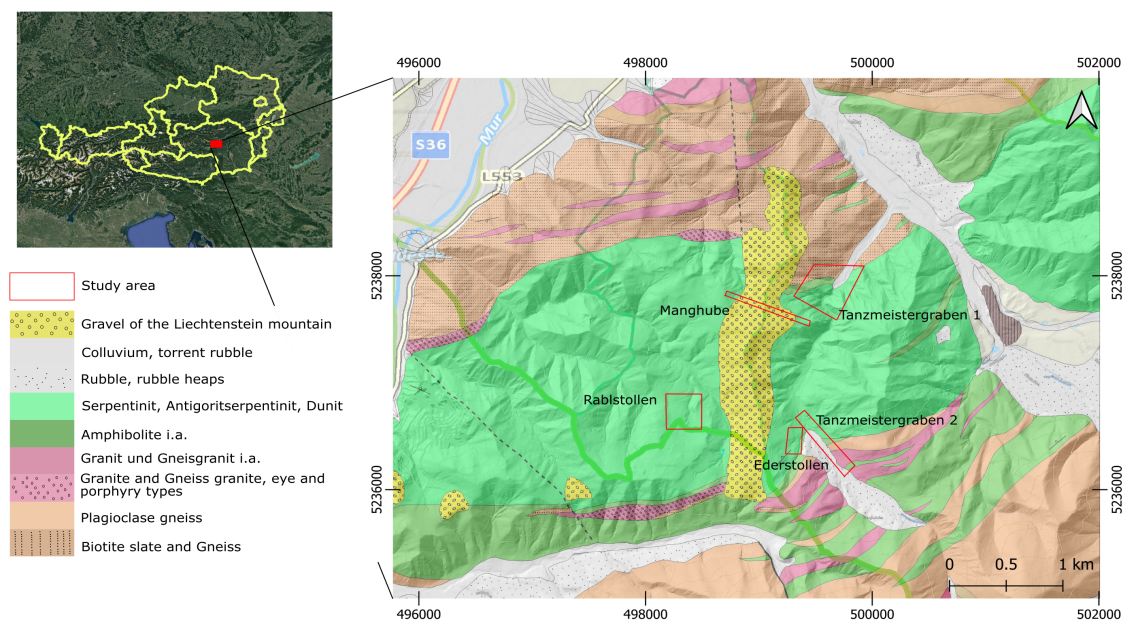 496000
498000
500000
502000
S36
Mur
L553
5238000
5238000
Manghube
Tanzmeistergraben 1
Rablstollen
Tanzmeistergraben 2
Ederstollen
5236000
5236000
0 0.5 1 km
496000
498000
500000
502000
Study area
Gravel of the Liechtenstein mountain
Colluvium, torrent rubble
Rubble, rubble heaps
Serpentinit, Antigoritserpentinit, Dunit
Amphibolite i.a.
Granit und Gneisgranit i.a.
Granite and Gneiss granite, eye and
porphyry types
Plagioclase gneiss
Biotite slate and Gneiss